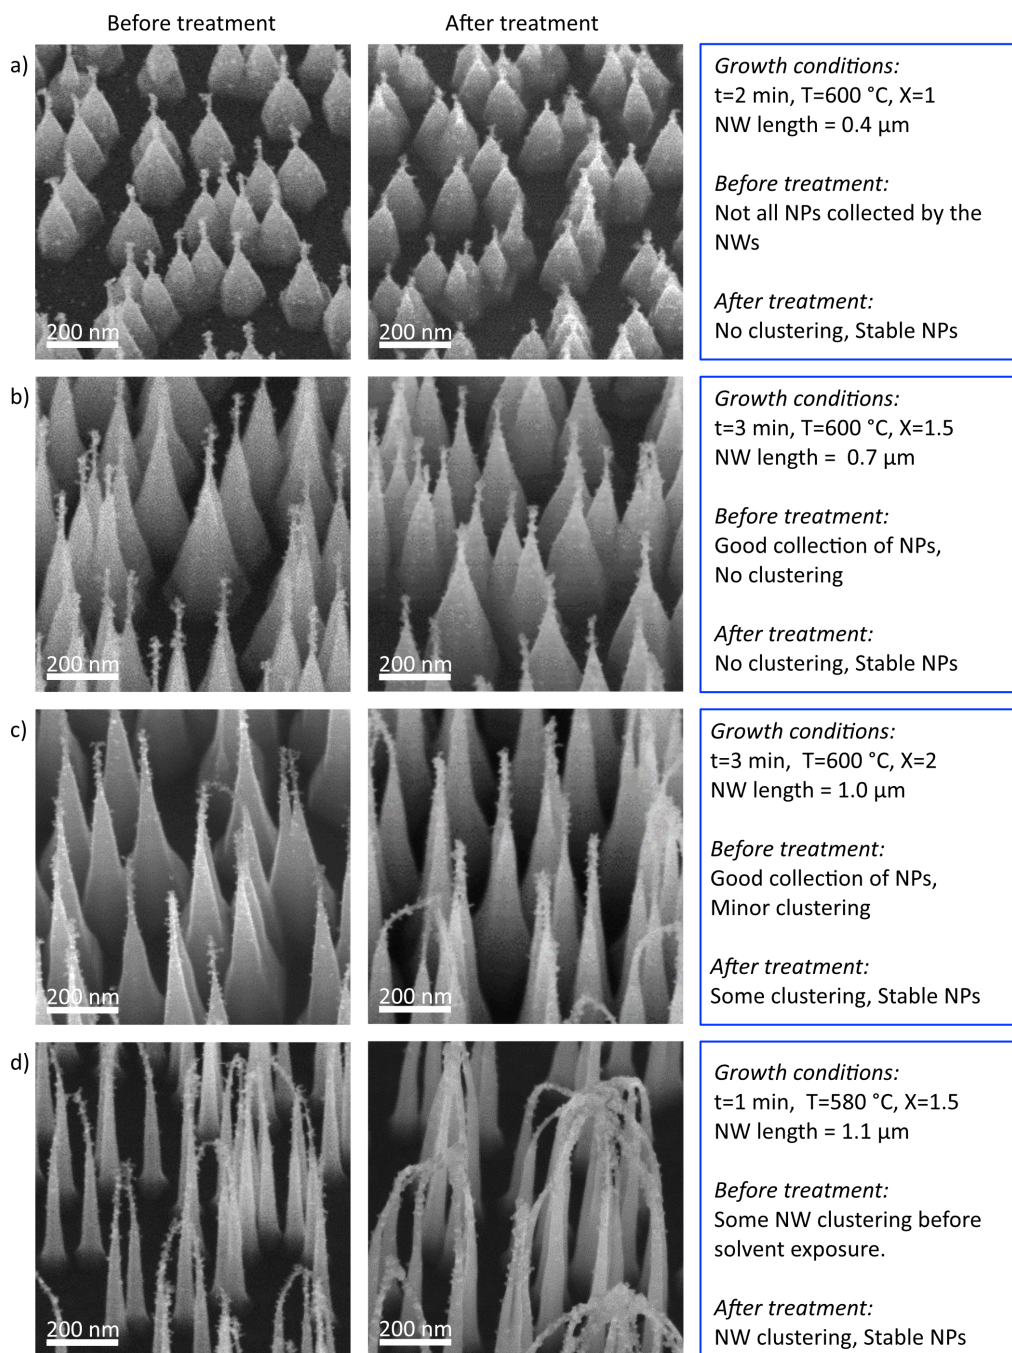 Before treatment
After treatment
a)
200 nm
200 nm
Growth conditions:
t=2 min, T=600 °C, X=1
NW length = 0.4 µm
Before treatment:
Not all NPs collected by the
NWs
After treatment:
No clustering, Stable NPs
b)
200 nm
200 nm
Growth conditions:
t=3 min, T=600 °C, X=1.5
NW length =  0.7 µm
Before treatment:
Good collection of NPs,
No clustering
After treatment:
No clustering, Stable NPs
c)
200 nm
200 nm
Growth conditions:
t=3 min,  T=600 °C, X=2
NW length = 1.0 µm
Before treatment:
Good collection of NPs,
Minor clustering
After treatment:
Some clustering, Stable NPs
d)
200 nm
200 nm
Growth conditions:
t=1 min,  T=580 °C, X=1.5
NW length = 1.1 µm
Before treatment:
Some NW clustering before
solvent exposure.
After treatment:
NW clustering, Stable NPs